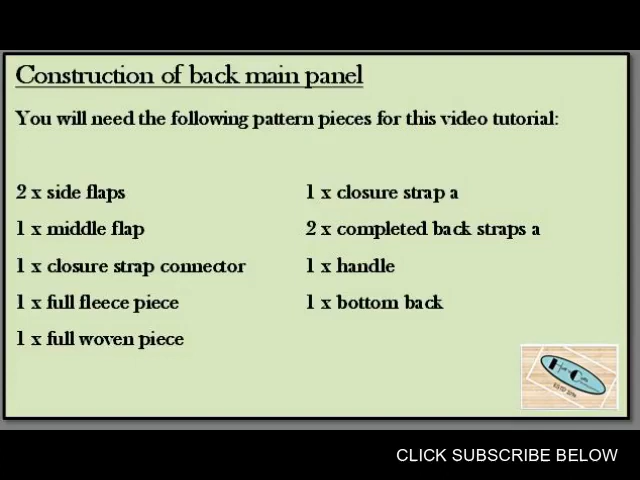 Construction of back main panel
You will need the following pattern pieces for this video tutorial:
2 x side flaps
1 x middle flap
1 x closure strap connector
1 x full fleece piece
1 x full woven piece
1 x closure strap a
2 x completed back straps a
1 x handle
1 x bottom back
CLICK SUBSCRIBE BELOW